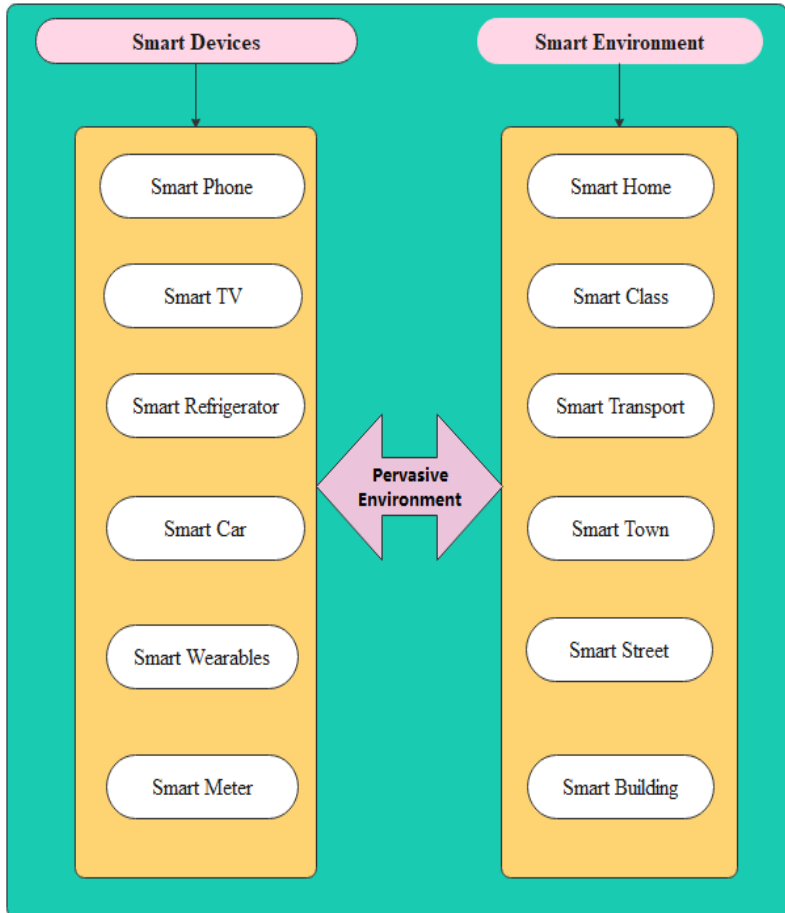 Smart Devices
Smart Phone
Smart TV
Smart Refrigerator
Smart Car
Smart Wearables
Smart Meter
Pervasive
Environment
Smart Environment
Smart Home
Smart Class
Smart Transport
Smart Town
Smart Street
Smart Building